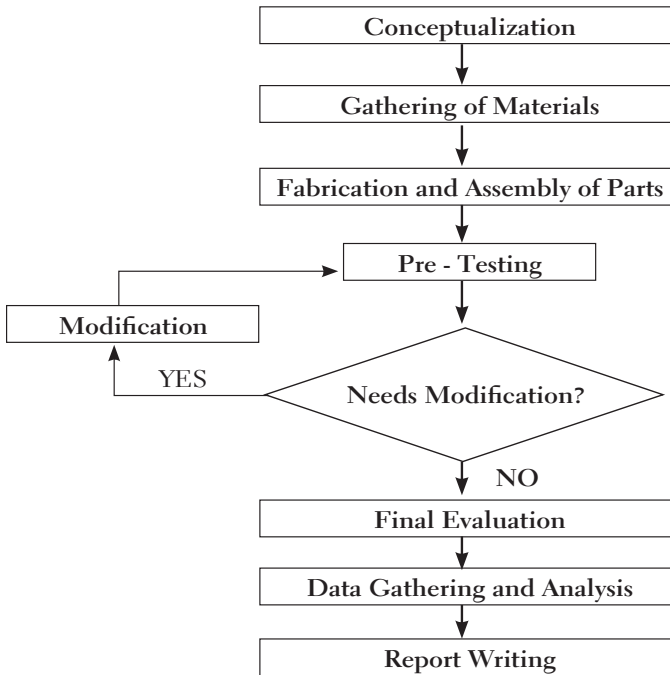 Conceptualization
Gathering of Materials
Fabrication and Assembly of Parts
Pre - Testing
Modification
YES
Needs Modification?
NO
Final Evaluation
Data Gathering and Analysis
Report Writing